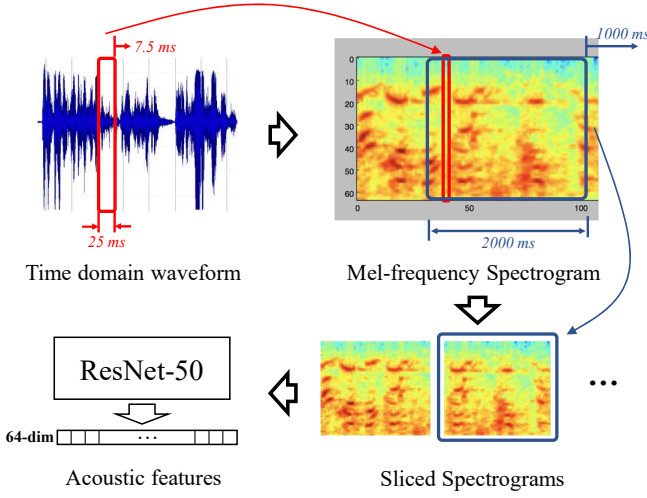 7.5 ms
25 ms
Time domain waveform
1000 ms
0
10
20
30
40
50
60
0
50
100
2000 ms
Mel-frequency Spectrogram
ResNet-50
64-dim
...
Acoustic features
...
Sliced Spectrograms